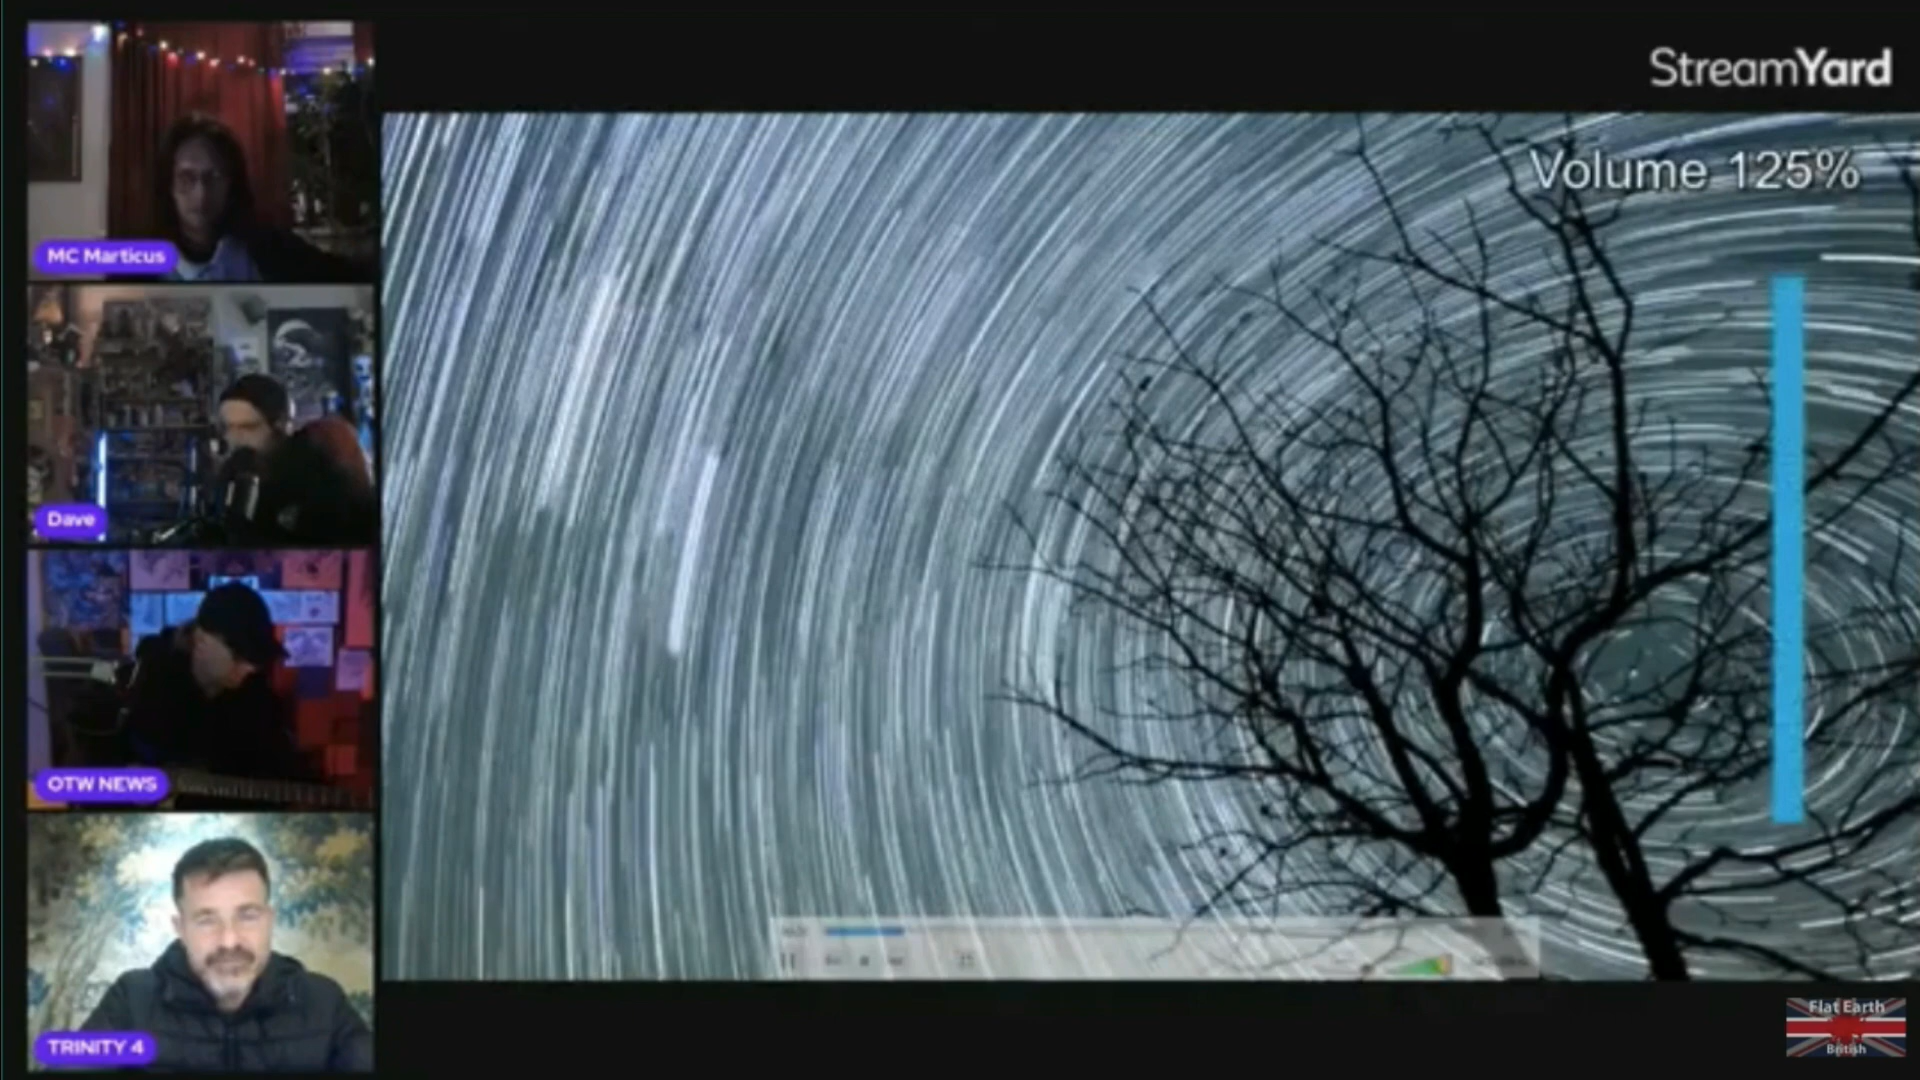 StreamYard
Volume 125%
MC Marticus
Dave
OTW NEWS
TRINITY 4
Flat Earth
British